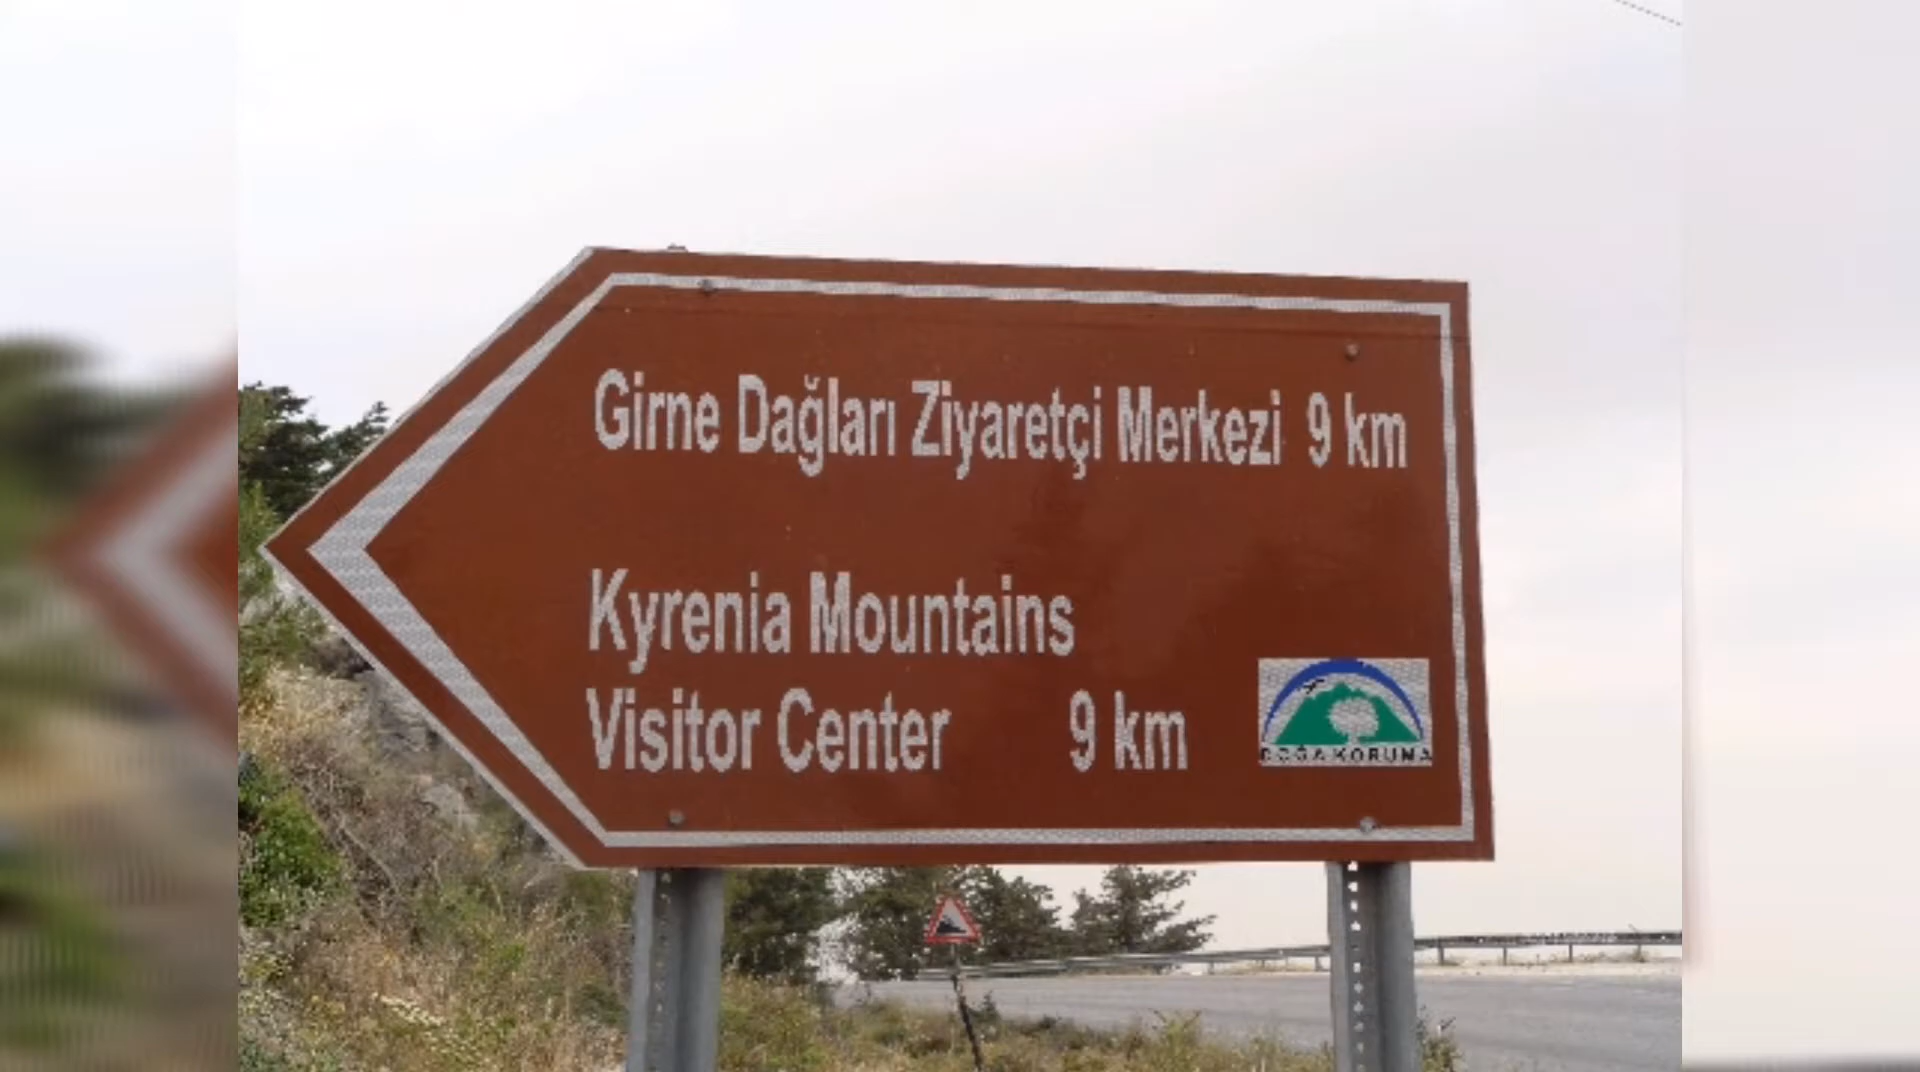 Girne Dağları Ziyaretçi Merkezi 9 km
Kyrenia Mountains
Visitor Center 9 km
DOĞA KORUMA